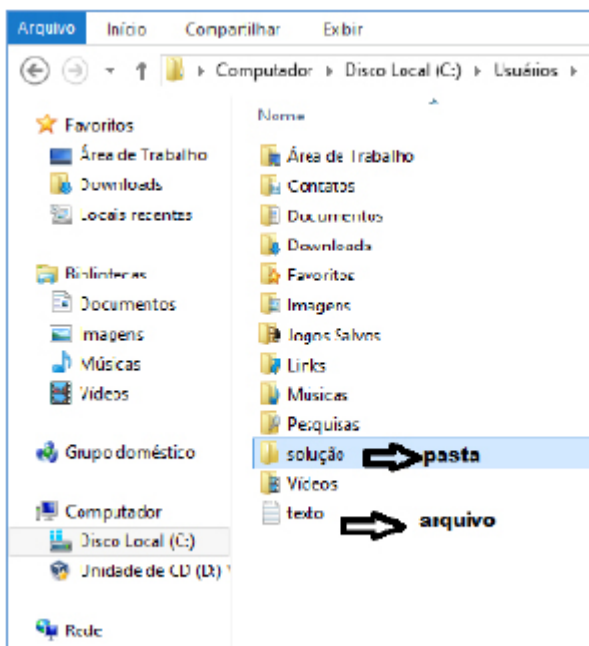 Arquivo Início Compartilhar Exibir
Computador Disco Local (C:) Usuários
Favoritos
Área de Trabalho
Downloads
Locais recentes
Bibliotecas
Documentos
Imagens
Músicas
Vídeos
Grupo doméstico
Computador
Disco Local (C:)
Unidade de CD (D:)
Rede
Nome
Área de Trabalho
Contatos
Documentos
Downloads
Favoritos
Imagens
Jogos Salvos
Links
Músicas
Pesquisas
solução pasta
Vídeos
texto arquivo